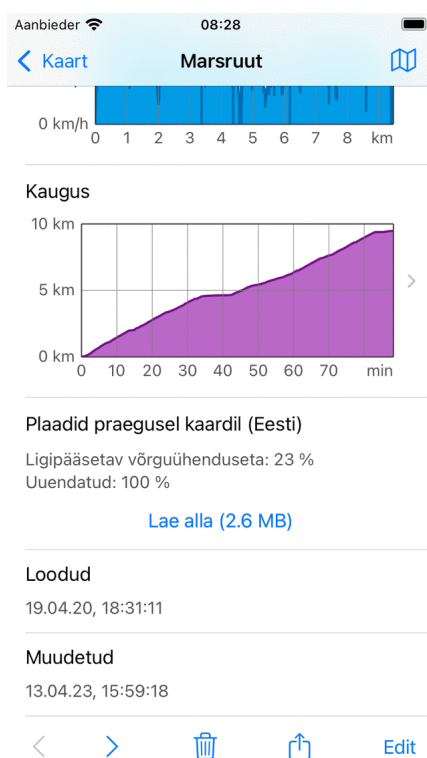 Aanbieder 08:28
Kaart Marsruut
0 km/h
0 1 2 3 4 5 6 7 8 km
Kaugus
10 km
5 km
0 km
0 10 20 30 40 50 60 70 min
Plaadid praegusel kaardil (Eesti)
Ligipääsetav võrguühenduseta: 23 %
Uuendatud: 100 %
Lae alla (2.6 MB)
Loodud
19.04.20, 18:31:11
Muudetud
13.04.23, 15:59:18
Edit